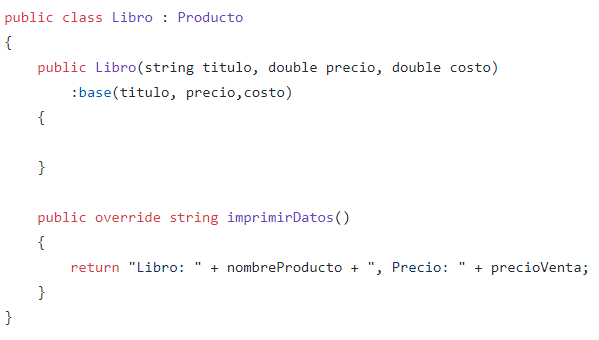 public class Libro : Producto
{
    public Libro(string titulo, double precio, double costo)
        :base(titulo, precio,costo)
    {

    }

    public override string imprimirDatos()
    {
        return "Libro: " + nombreProducto + ", Precio: " + precioVenta;
    }
}